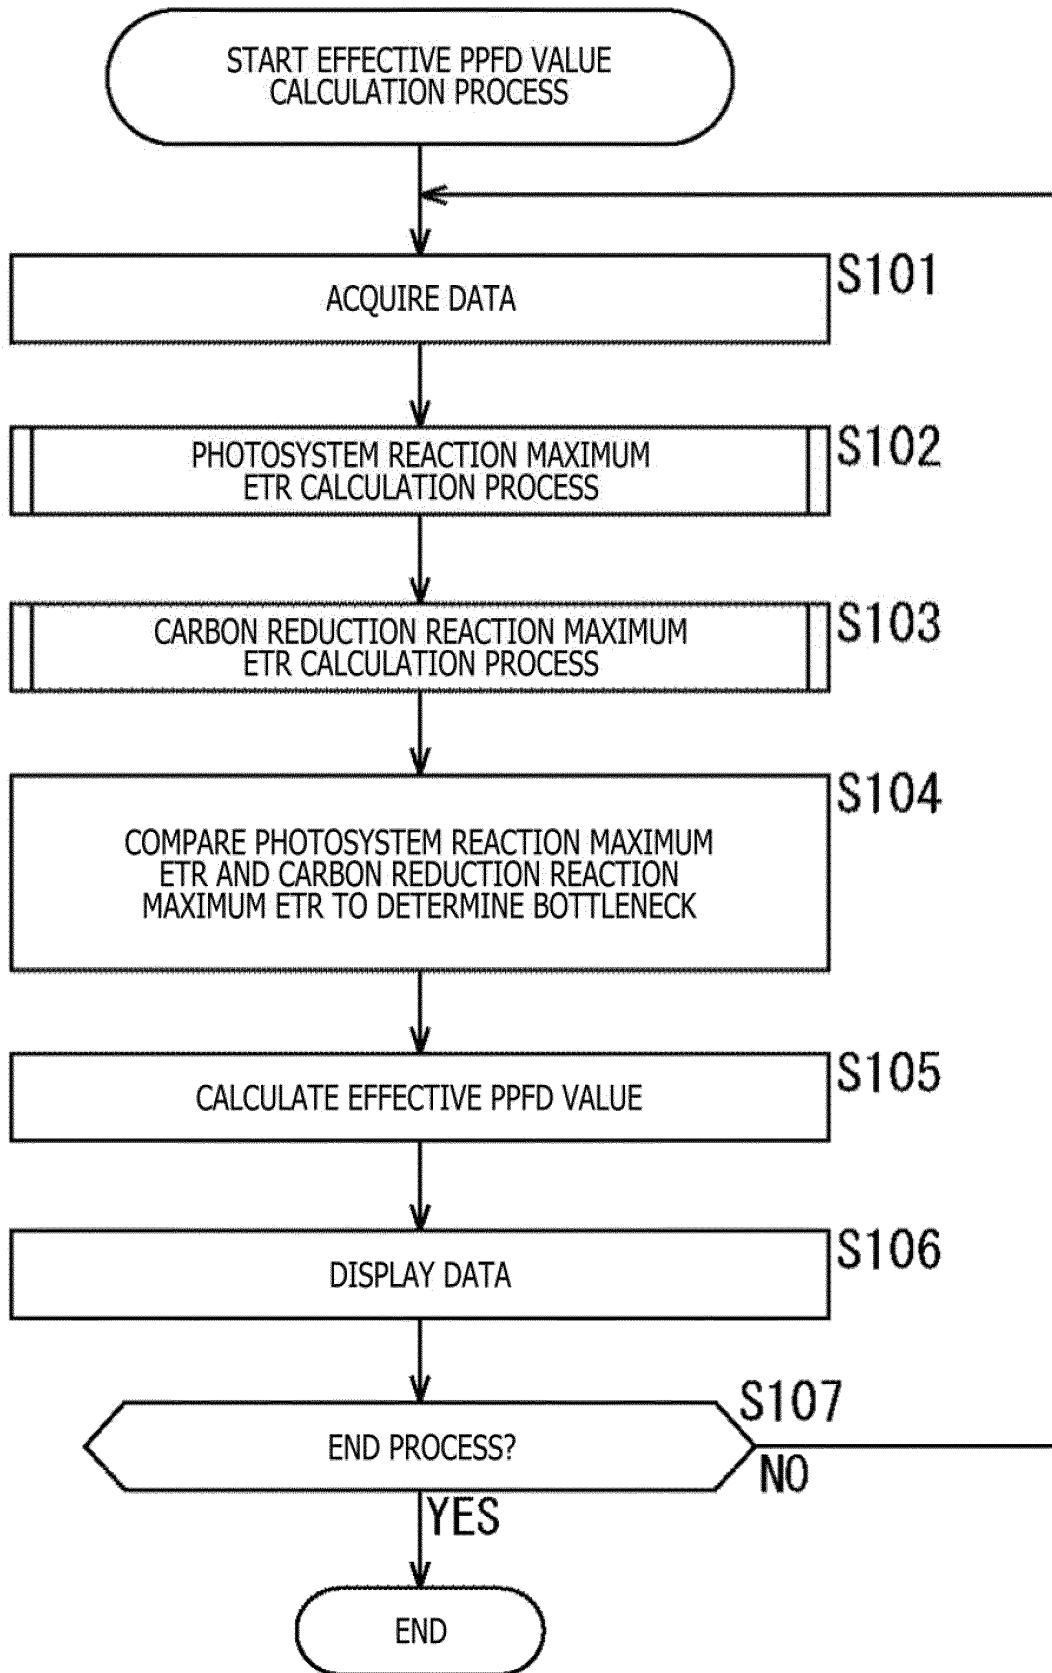 START EFFECTIVE PPFD VALUE
CALCULATION PROCESS
ACQUIRE DATA
S101
PHOTOSYSTEM REACTION MAXIMUM
ETR CALCULATION PROCESS
S102
CARBON REDUCTION REACTION MAXIMUM
ETR CALCULATION PROCESS
S103
COMPARE PHOTOSYSTEM REACTION MAXIMUM
ETR AND CARBON REDUCTION REACTION
MAXIMUM ETR TO DETERMINE BOTTLENECK
S104
CALCULATE EFFECTIVE PPFD VALUE
S105
DISPLAY DATA
S106
END PROCESS?
S107
NO
YES
END